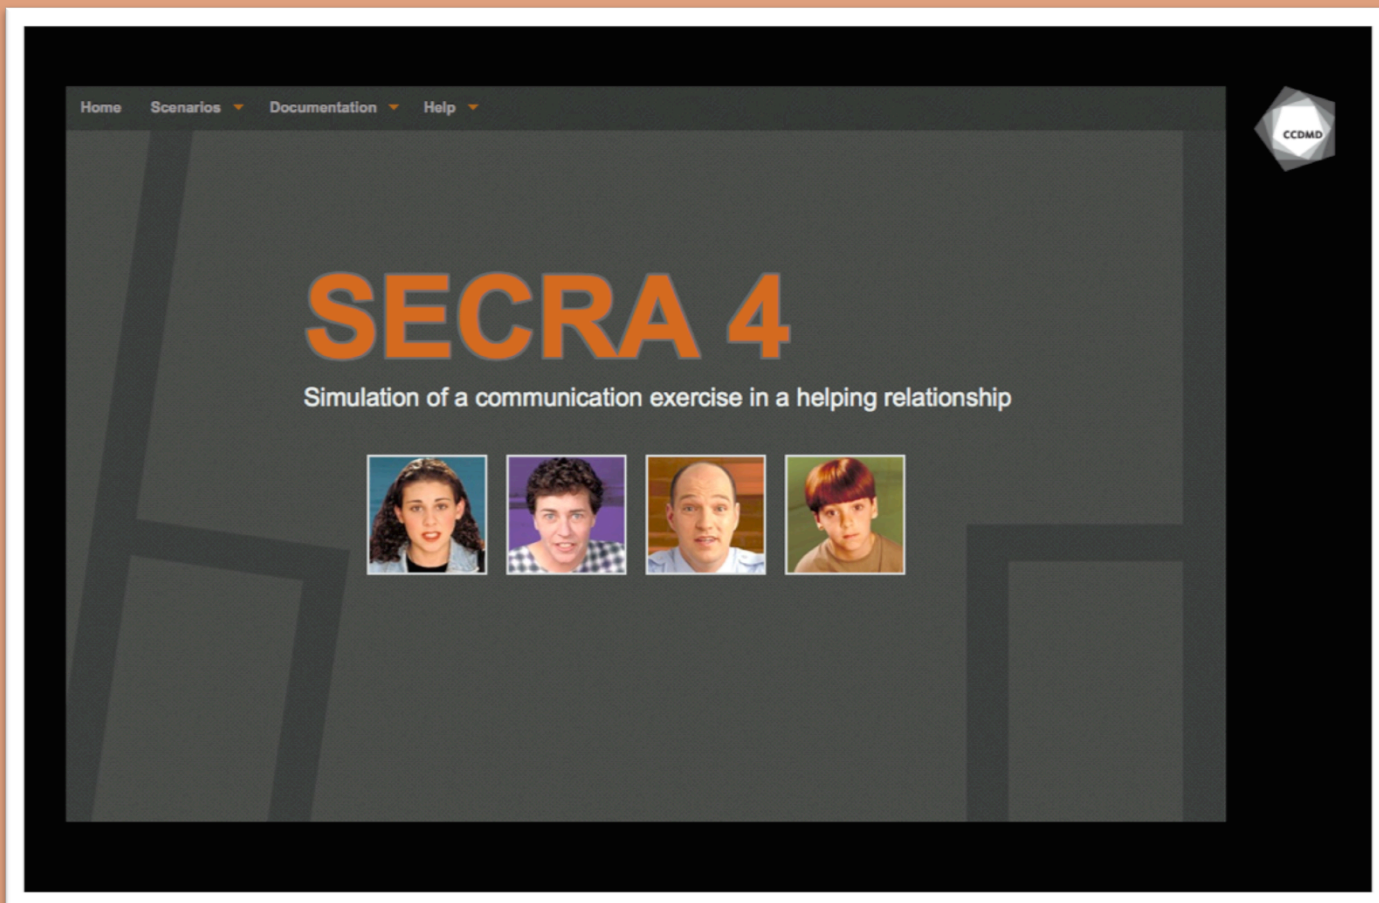 Home Scenarios Documentation Help
CCDMD
SECRA 4
Simulation of a communication exercise in a helping relationship